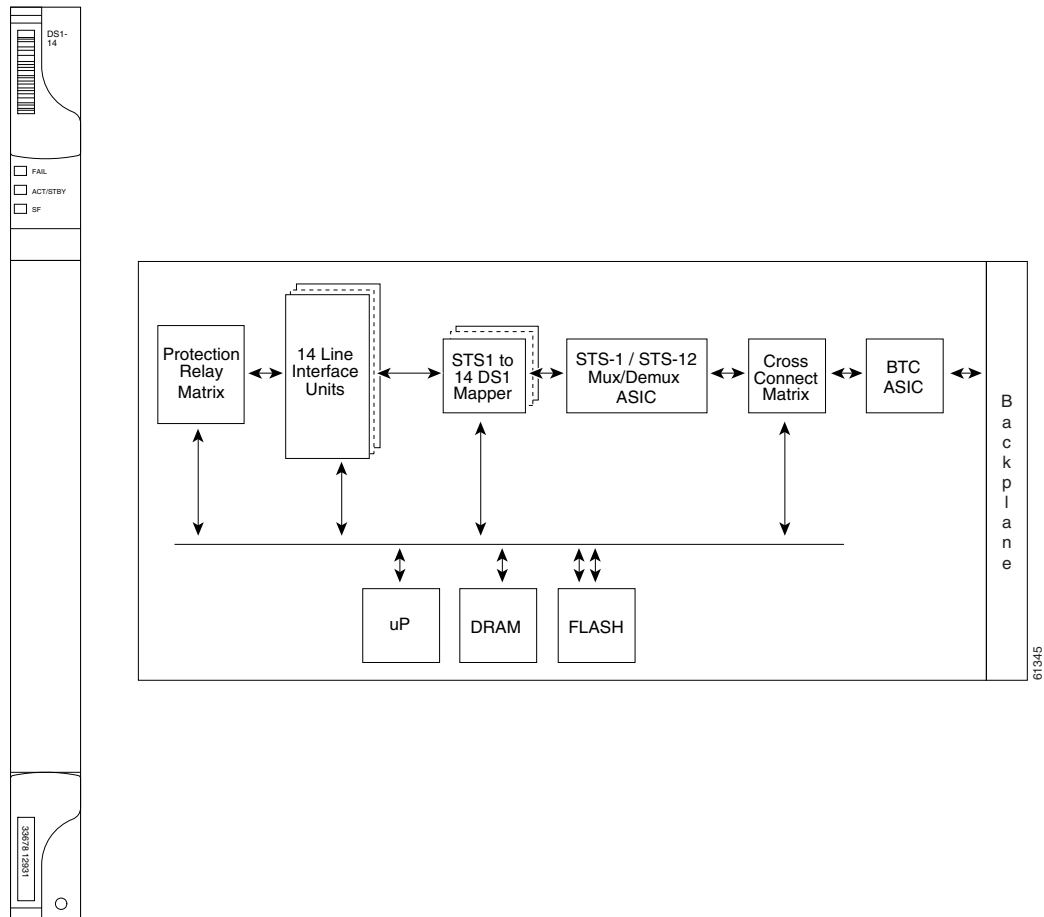 DS1-
14
FAIL
ACT/STBY
SF
Protection
Relay
Matrix
14 Line
Interface
Units
STS1 to
14 DS1
Mapper
STS-1 / STS-12
Mux/Demux
ASIC
Cross
Connect
Matrix
BTC
ASIC
Backplane
uP
DRAM
FLASH
61345
33678 12931